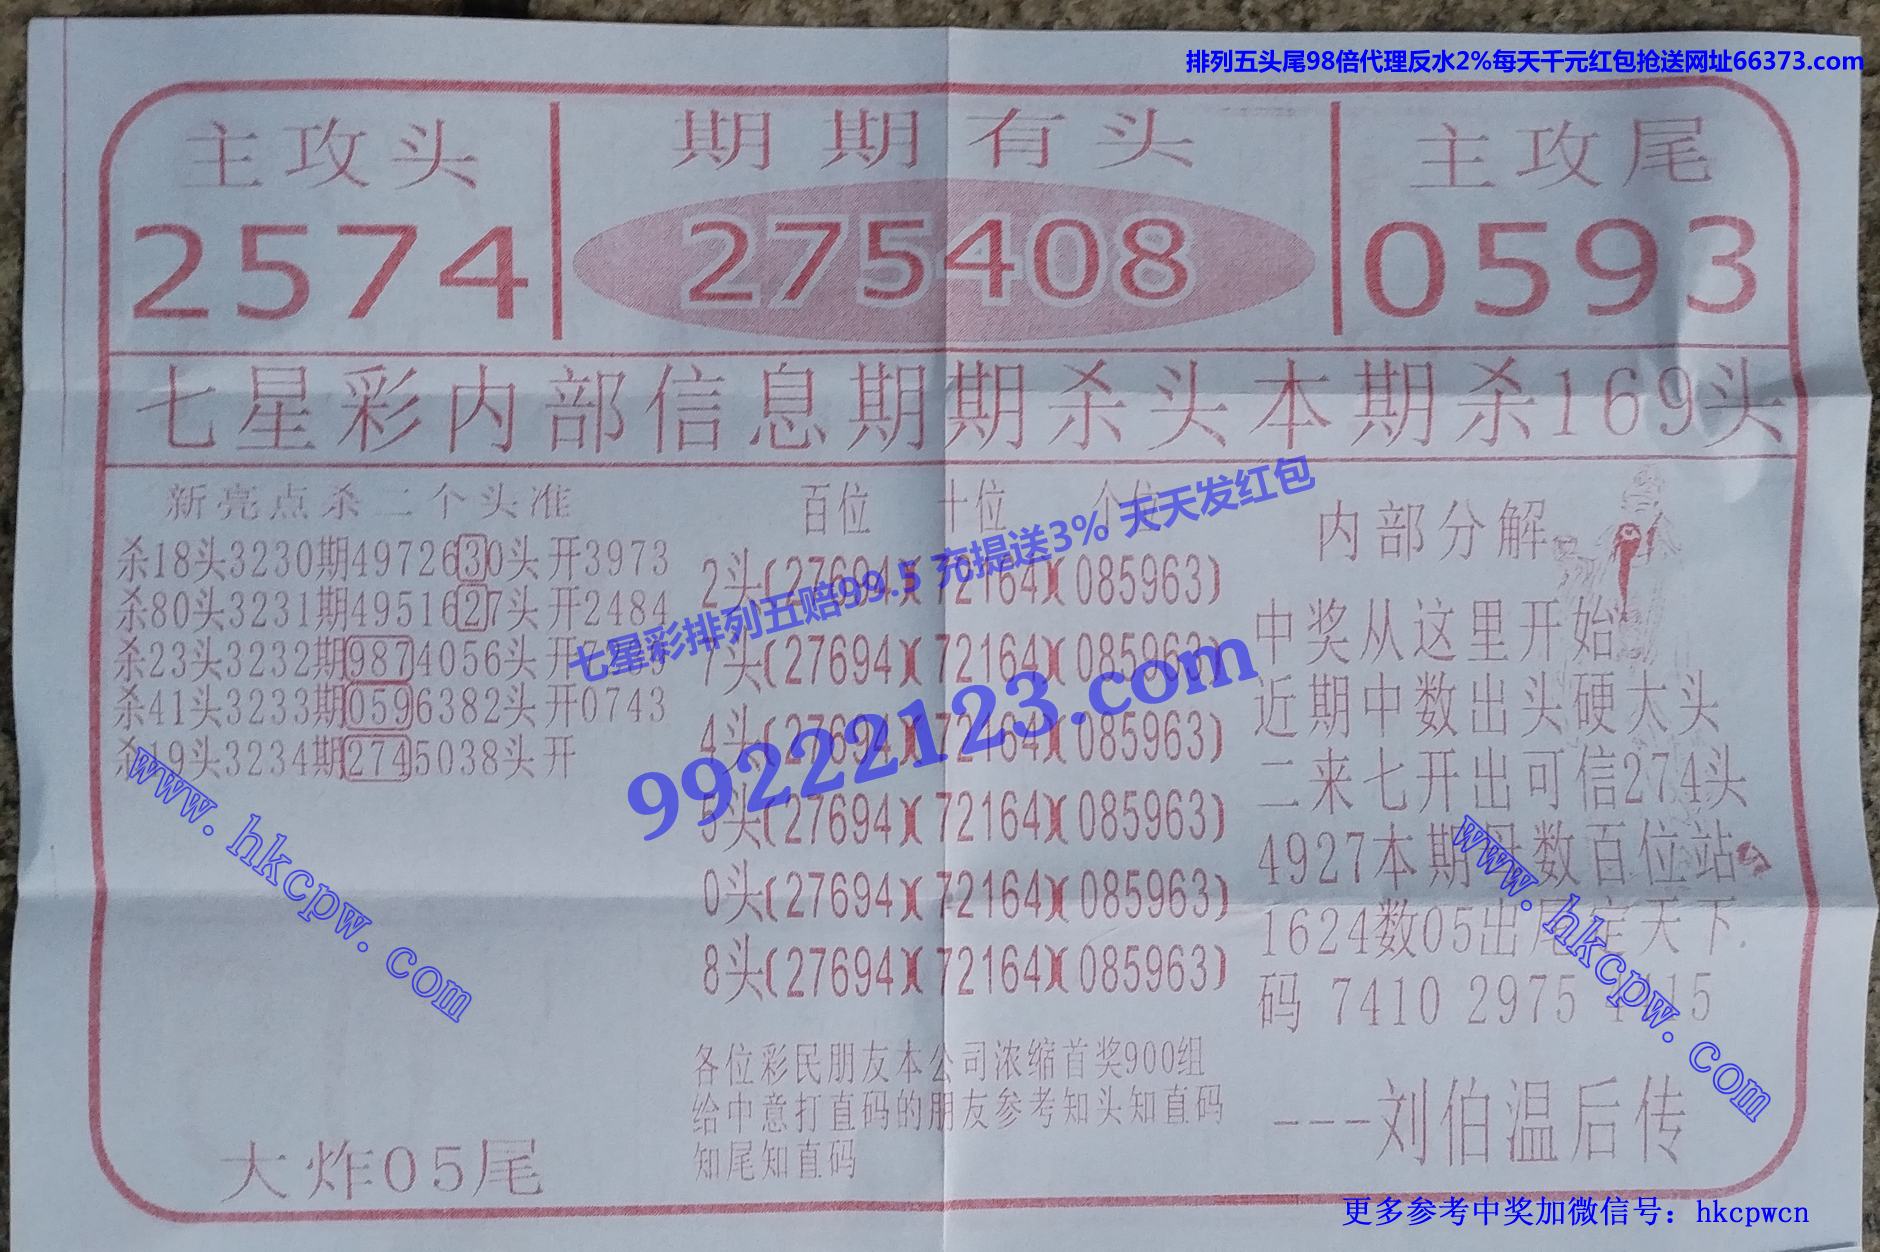 排列五头尾98倍代理反水2%每天千元红包抢送网址66373.com
主攻头
2574
期期有头
275408
主攻尾
0593
七星彩内部信息期期杀头本期杀169头
新亮点杀二个头准
杀18头3230期4972630头开3973
杀80头3231期4951627头开2484
杀23头3232期9874056头开
杀41头3233期0596382头开0743
杀19头3234期2745038头开
大炸05尾
百位 十位 个位
2头(27694)(72164)(085963)
7头(27694)(72164)(085963)
4头(27694)(72164)(085963)
5头(27694)(72164)(085963)
0头(27694)(72164)(085963)
8头(27694)(72164)(085963)
各位彩民朋友本公司浓缩首奖900组
给中意打直码的朋友参考知头知直码
知尾知直码
内部分解
中奖从这里开始
近期中数出头硬大头
二来七开出可信274头
4927本期母数百位站
1624数05出尾定天下.
码 7410 2975
---刘伯温后传
七星彩排列五赔99.5 充提送3% 天天发红包
99222123.com
www.hkcpw.com
www.hkcpw.com
更多参考中奖加微信号：hkcpwcn